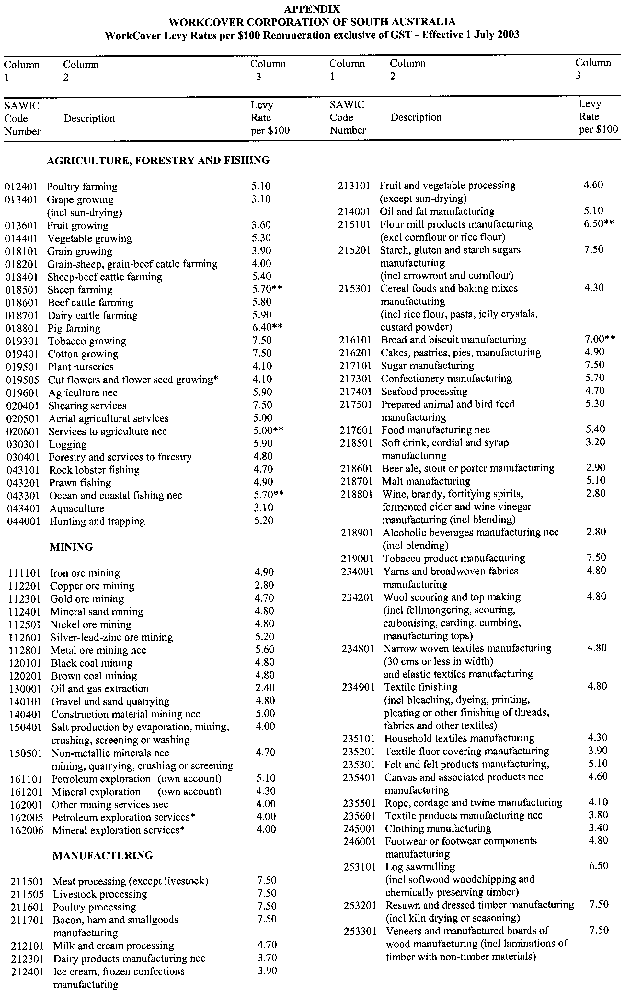 APPENDIX
WORKCOVER CORPORATION OF SOUTH AUSTRALIA
WorkCover Levy Rates per $100 Remuneration exclusive of GST - Effective 1 July 2003
Column Column Column Column Column Column
1 2 3 1 2 3
SAWIC Levy SAWIC Levy
Code Description Rate Code Description Rate
Number per $100 Number per $100
AGRICULTURE, FORESTRY AND FISHING
012401 Poultry farming 5.10
013401 Grape growing 3.10
(incl sun-drying)
013601 Fruit growing 3.60
014401 Vegetable growing 5.30
018101 Grain growing 3.90
018201 Grain-sheep, grain-beef cattle farming 4.00
018401 Sheep-beef cattle farming 5.40
018501 Sheep farming 5.70**
018601 Beef cattle farming 5.80
018701 Dairy cattle farming 5.90
018801 Pig farming 6.40**
019301 Tobacco growing 7.50
019401 Cotton growing 7.50
019501 Plant nurseries 4.10
019505 Cut flowers and flower seed growing* 4.10
019601 Agriculture nec 5.90
020401 Shearing services 7.50
020501 Aerial agricultural services 5.00
020601 Services to agriculture nec 5.00**
030301 Logging 5.90
030401 Forestry and services to forestry 4.80
043101 Rock lobster fishing 4.70
043201 Prawn fishing 4.90
043301 Ocean and coastal fishing nec 5.70**
043401 Aquaculture 3.10
044001 Hunting and trapping 5.20
MINING
111101 Iron ore mining 4.90
112201 Copper ore mining 2.80
112301 Gold ore mining 4.70
112401 Mineral sand mining 4.80
112501 Nickel ore mining 4.80
112601 Silver-lead-zinc ore mining 5.20
112801 Metal ore mining nec 5.60
120101 Black coal mining 4.80
120201 Brown coal mining 4.80
130001 Oil and gas extraction 2.40
140101 Gravel and sand quarrying 4.80
140401 Construction material mining nec 5.00
150401 Salt production by evaporation, mining, 4.00
crushing, screening or washing
150501 Non-metallic minerals nec 4.70
mining, quarrying, crushing or screening
161101 Petroleum exploration (own account) 5.10
161201 Mineral exploration (own account) 4.30
162001 Other mining services nec 4.00
162005 Petroleum exploration services* 4.00
162006 Mineral exploration services* 4.00
MANUFACTURING
211501 Meat processing (except livestock) 7.50
211505 Livestock processing 7.50
211601 Poultry processing 7.50
211701 Bacon, ham and smallgoods 7.50
manufacturing
212101 Milk and cream processing 4.70
212301 Dairy products manufacturing nec 3.70
212401 Ice cream, frozen confections 3.90
manufacturing
213101 Fruit and vegetable processing 4.60
(except sun-drying)
214001 Oil and fat manufacturing 5.10
215101 Flour mill products manufacturing 6.50**
(excl cornflour or rice flour)
215201 Starch, gluten and starch sugars 7.50
manufacturing
(incl arrowroot and cornflour)
215301 Cereal foods and baking mixes 4.30
manufacturing
(incl rice flour, pasta, jelly crystals,
custard powder)
216101 Bread and biscuit manufacturing 7.00**
216201 Cakes, pastries, pies, manufacturing 4.90
217101 Sugar manufacturing 7.50
217301 Confectionery manufacturing 5.70
217401 Seafood processing 4.70
217501 Prepared animal and bird feed 5.30
manufacturing
217601 Food manufacturing nec 5.40
218501 Soft drink, cordial and syrup 3.20
manufacturing
218601 Beer ale, stout or porter manufacturing 2.90
218701 Malt manufacturing 5.10
218801 Wine, brandy, fortifying spirits, 2.80
fermented cider and wine vinegar
manufacturing (incl blending)
218901 Alcoholic beverages manufacturing nec 2.80
(incl blending)
219001 Tobacco product manufacturing 7.50
234001 Yarns and broadwoven fabrics 4.80
manufacturing
234201 Wool scouring and top making 4.80
(incl fellmongering, scouring,
carbonising, carding, combing,
manufacturing tops)
234801 Narrow woven textiles manufacturing 4.80
(30 cms or less in width)
and elastic textiles manufacturing
234901 Textile finishing 4.80
(incl bleaching, dyeing, printing,
pleating or other finishing of threads,
fabrics and other textiles)
235101 Household textiles manufacturing 4.30
235201 Textile floor covering manufacturing 3.90
235301 Felt and felt products manufacturing, 5.10
235401 Canvas and associated products nec 4.60
manufacturing
235501 Rope, cordage and twine manufacturing 4.10
235601 Textile products manufacturing nec 3.80
245001 Clothing manufacturing 3.40
246001 Footwear or footwear components 4.80
manufacturing
253101 Log sawmilling 6.50
(incl softwood woodchipping and
chemically preserving timber)
253201 Resawn and dressed timber manufacturing 7.50
(incl kiln drying or seasoning)
253301 Veneers and manufactured boards of 7.50
wood manufacturing (incl laminations of
timber with non-timber materials)